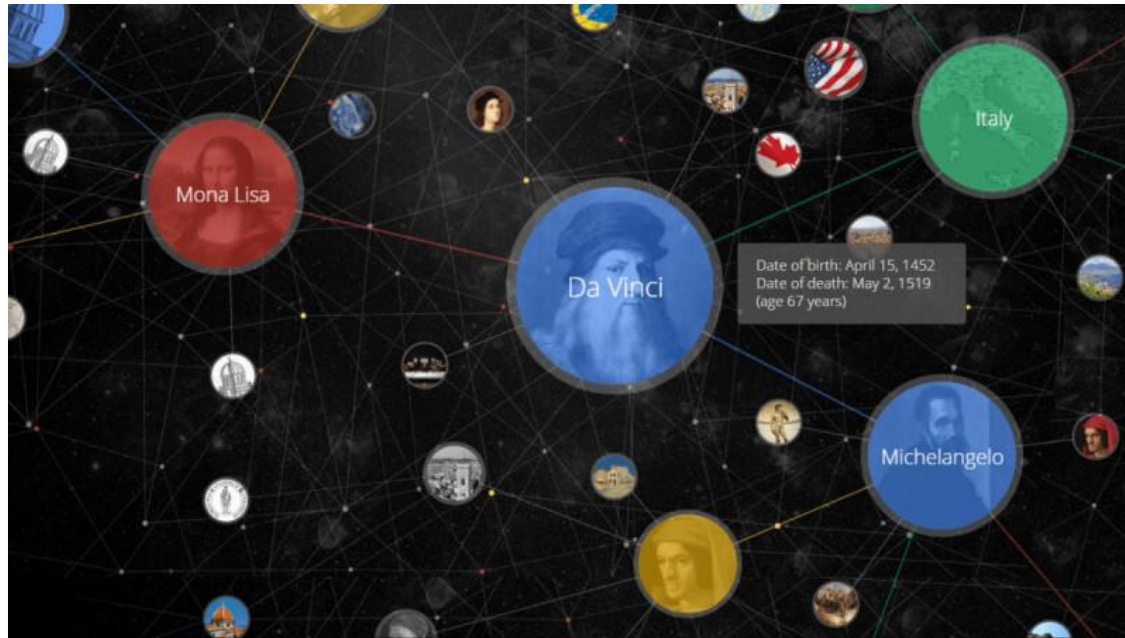 Mona Lisa
Italy
Da Vinci
Date of birth: April 15, 1452
Date of death: May 2, 1519
(age 67 years)
Michelangelo